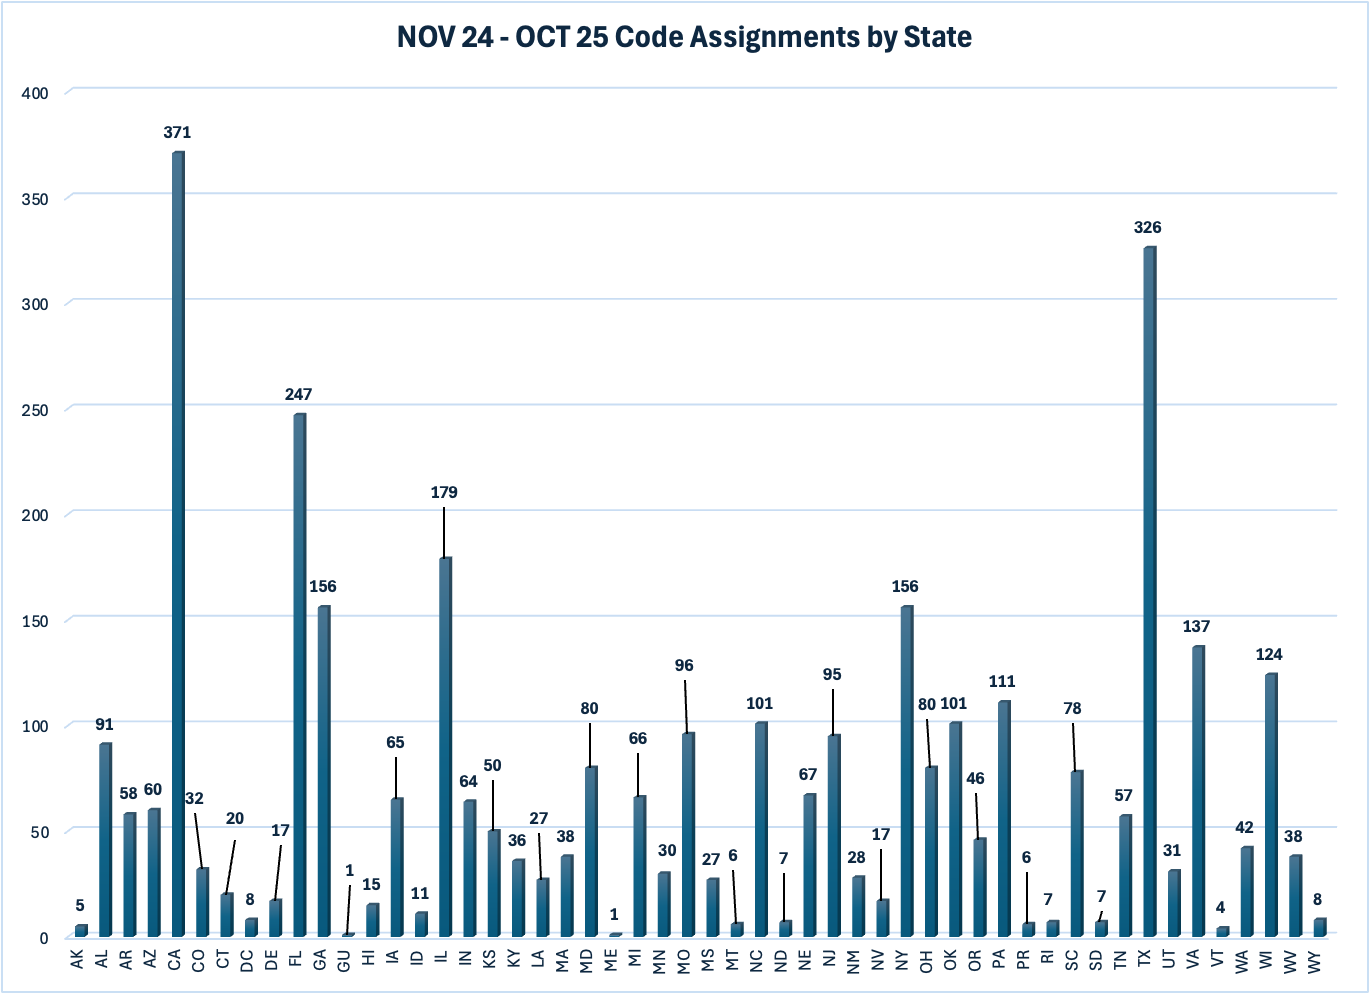 NOV 24 - OCT 25 Code Assignments by State
400
350
300
250
200
150
100
50
0
5
91
58
60
371
32
20
8
17
247
156
1
15
65
11
179
64
50
36
27
38
80
1
66
30
96
27
6
101
7
67
95
28
17
156
80
101
46
111
6
7
78
7
57
326
31
137
4
42
124
38
8
AK
AL
AR
AZ
CA
CO
CT
DC
DE
FL
GA
GU
HI
IA
ID
IL
IN
KS
KY
LA
MA
MD
ME
MI
MN
MO
MS
MT
NC
ND
NE
NJ
NM
NV
NY
OH
OK
OR
PA
PR
RI
SC
SD
TN
TX
UT
VA
VT
WA
WI
WV
WY